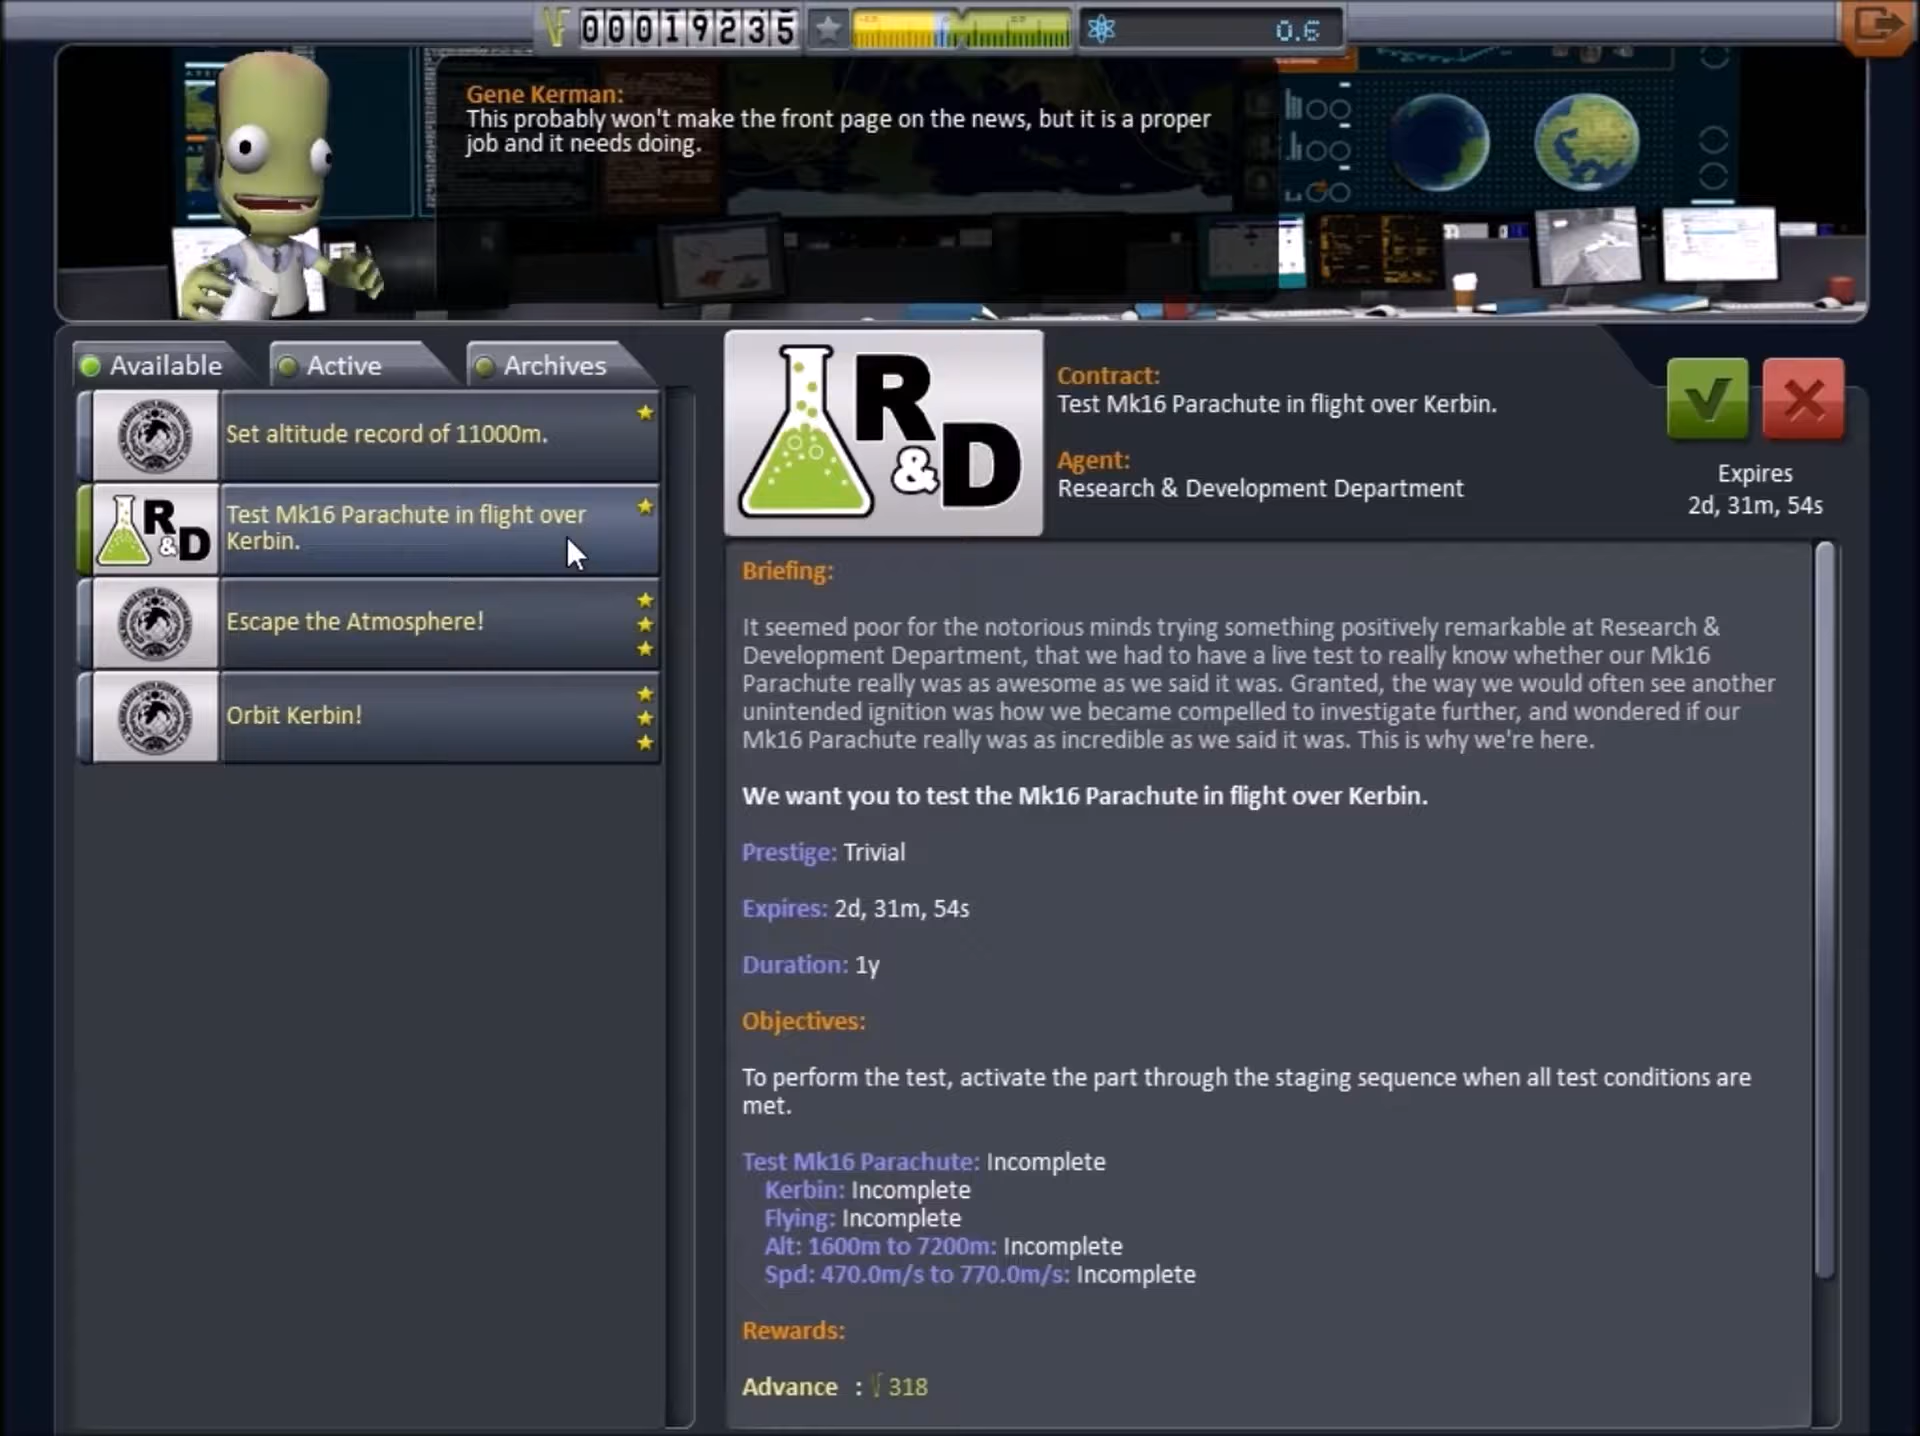 00019235
0.6
Gene Kerman:
This probably won't make the front page on the news, but it is a proper
job and it needs doing.
Available
Active
Archives
Set altitude record of 11000m.
R&D
Test Mk16 Parachute in flight over
Kerbin.
Escape the Atmosphere!
Orbit Kerbin!
R&D
Contract:
Test Mk16 Parachute in flight over Kerbin.
Agent:
Research & Development Department
Expires
2d, 31m, 54s
Briefing:
It seemed poor for the notorious minds trying something positively remarkable at Research &
Development Department, that we had to have a live test to really know whether our Mk16
Parachute really was as awesome as we said it was. Granted, the way we would often see another
unintended ignition was how we became compelled to investigate further, and wondered if our
Mk16 Parachute really was as incredible as we said it was. This is why we're here.
We want you to test the Mk16 Parachute in flight over Kerbin.
Prestige: Trivial
Expires: 2d, 31m, 54s
Duration: 1y
Objectives:
To perform the test, activate the part through the staging sequence when all test conditions are
met.
Test Mk16 Parachute: Incomplete
Kerbin: Incomplete
Flying: Incomplete
Alt: 1600m to 7200m: Incomplete
Spd: 470.0m/s to 770.0m/s: Incomplete
Rewards:
Advance : 318